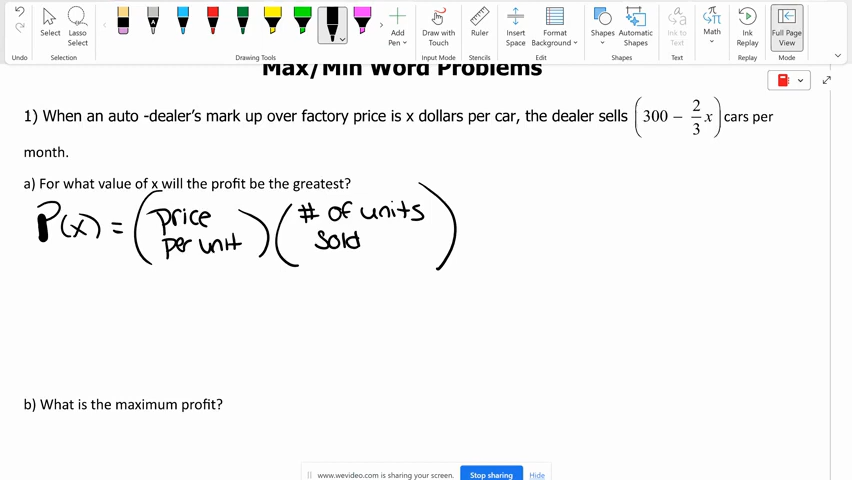 Undo
Select
Lasso Select
Selection
Drawing Tools
Add Pen
Draw with Touch
Input Mode
Ruler
Stencils
Insert Space
Format Background
Edit
Shapes
Automatic Shapes
Shapes
Ink to Text
Ink to Text
Math
Math
Ink Replay
Replay
Full Page View
Mode
Max/Min Word Problems
1) When an auto -dealer's mark up over factory price is x dollars per car, the dealer sells (300 − 2/3 x) cars per
month.
a) For what value of x will the profit be the greatest?
P(x) = (price per unit) (# of units sold)
b) What is the maximum profit?
www.wevideo.com is sharing your screen. Stop sharing Hide